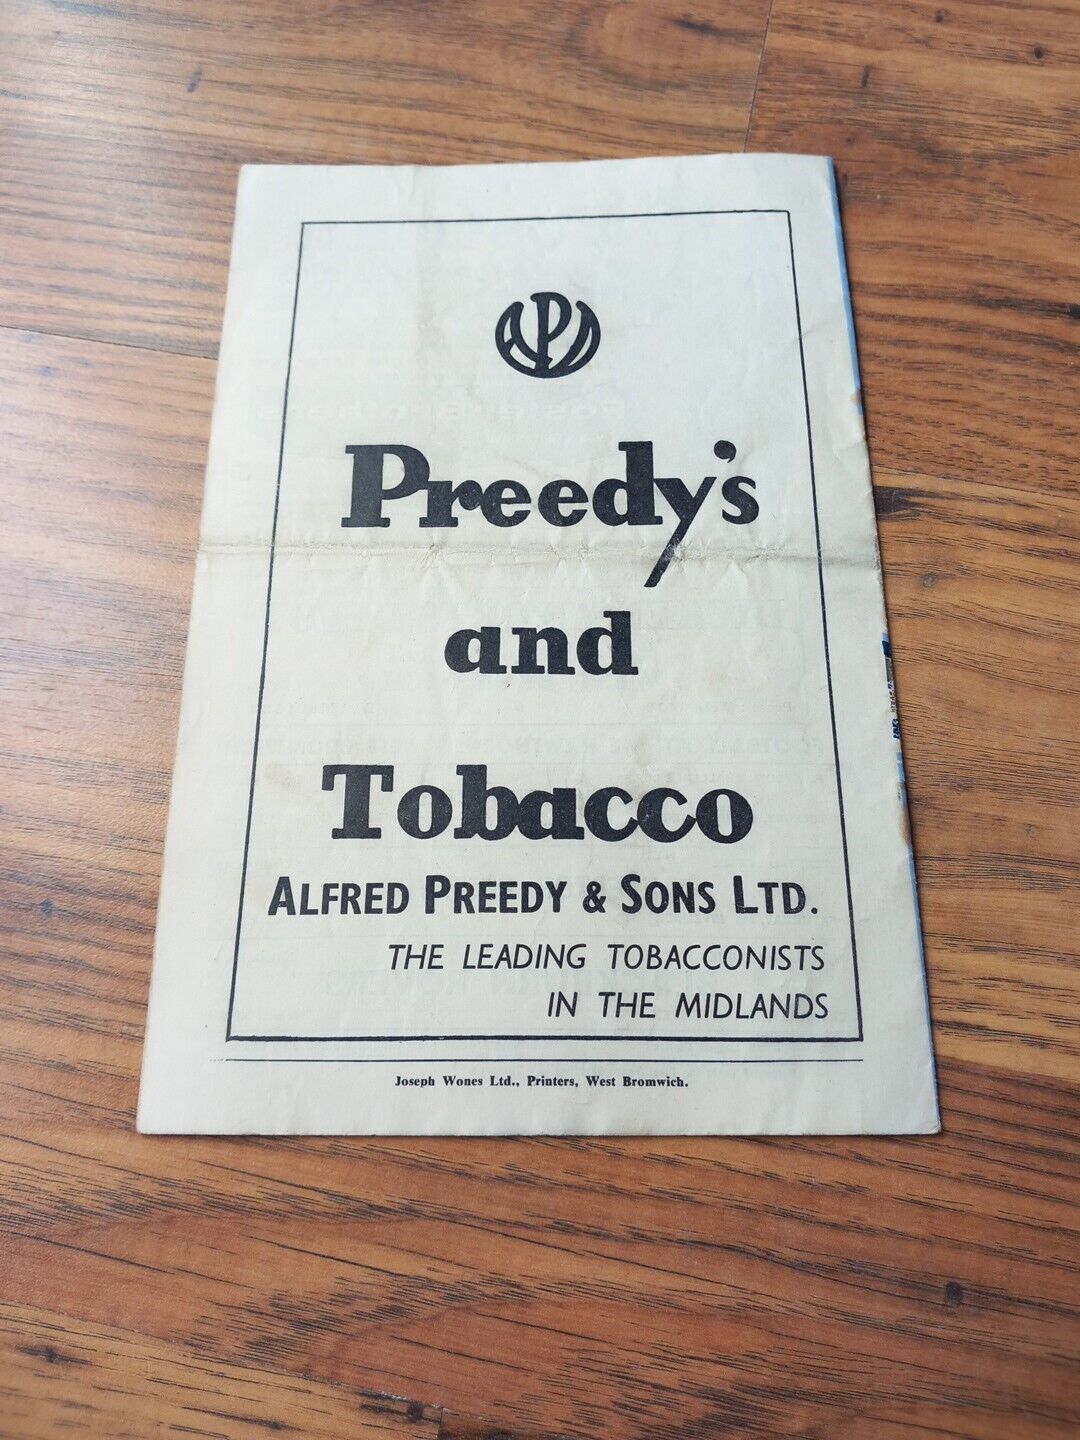 APA
Preedy's
and
Tobacco
ALFRED PREEDY & SONS LTD.
THE LEADING TOBACCONISTS
IN THE MIDLANDS
Joseph Wones Ltd., Printers, West Bromwich.